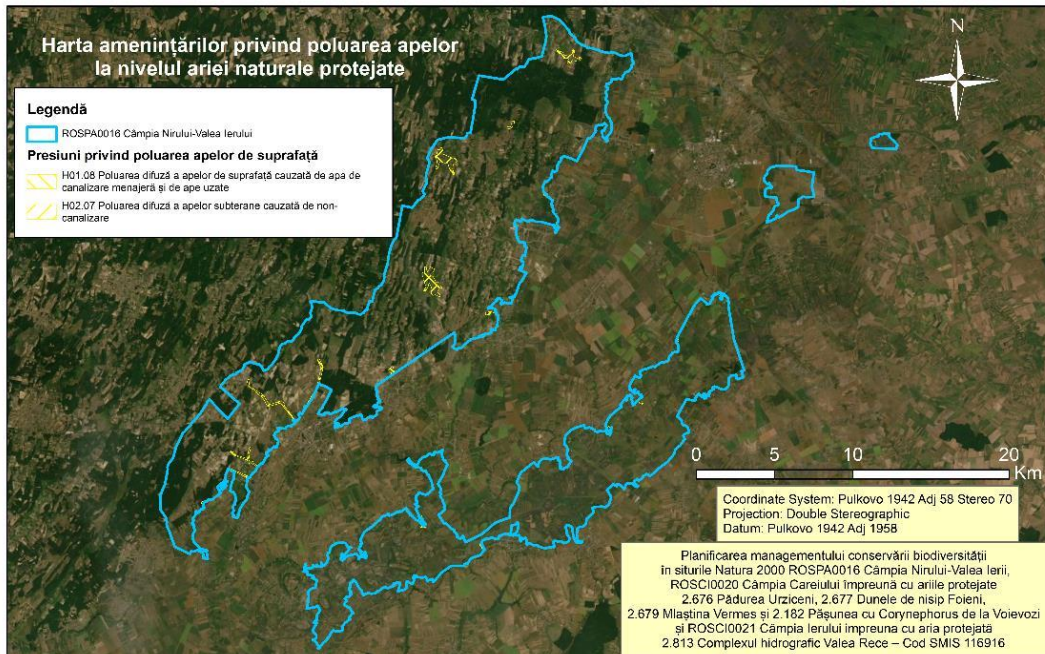 Harta amenințărilor privind poluarea apelor
la nivelul ariei naturale protejate
N
Legendă
ROSPA0016 Câmpia Nirului-Valea Ierului
Presiuni privind poluarea apelor de suprafață
H01.08 Poluarea difuză a apelor de suprafață cauzată de apa de
canalizare menajeră și de ape uzate
H02.07 Poluarea difuză a apelor subterane cauzată de non-
canalizare
0 5 10 20
Km
Coordinate System: Pulkovo 1942 Adj 58 Stereo 70
Projection: Double Stereographic
Datum: Pulkovo 1942 Adj 1958
Planificarea managementului conservării biodiversității
în siturile Natura 2000 ROSPA0016 Câmpia Nirului-Valea Ierii,
ROSCI0020 Câmpia Careiului împreună cu ariile protejate
2.676 Pădurea Urziceni, 2.677 Dunele de nisip Foieni,
2.679 Mlaștina Vermes și 2.182 Pășunea cu Corynephorus de la Voievozi
și ROSCI0021 Câmpia Ierului împreuna cu aria protejată
2.813 Complexul hidrografic Valea Rece – Cod SMIS 116916